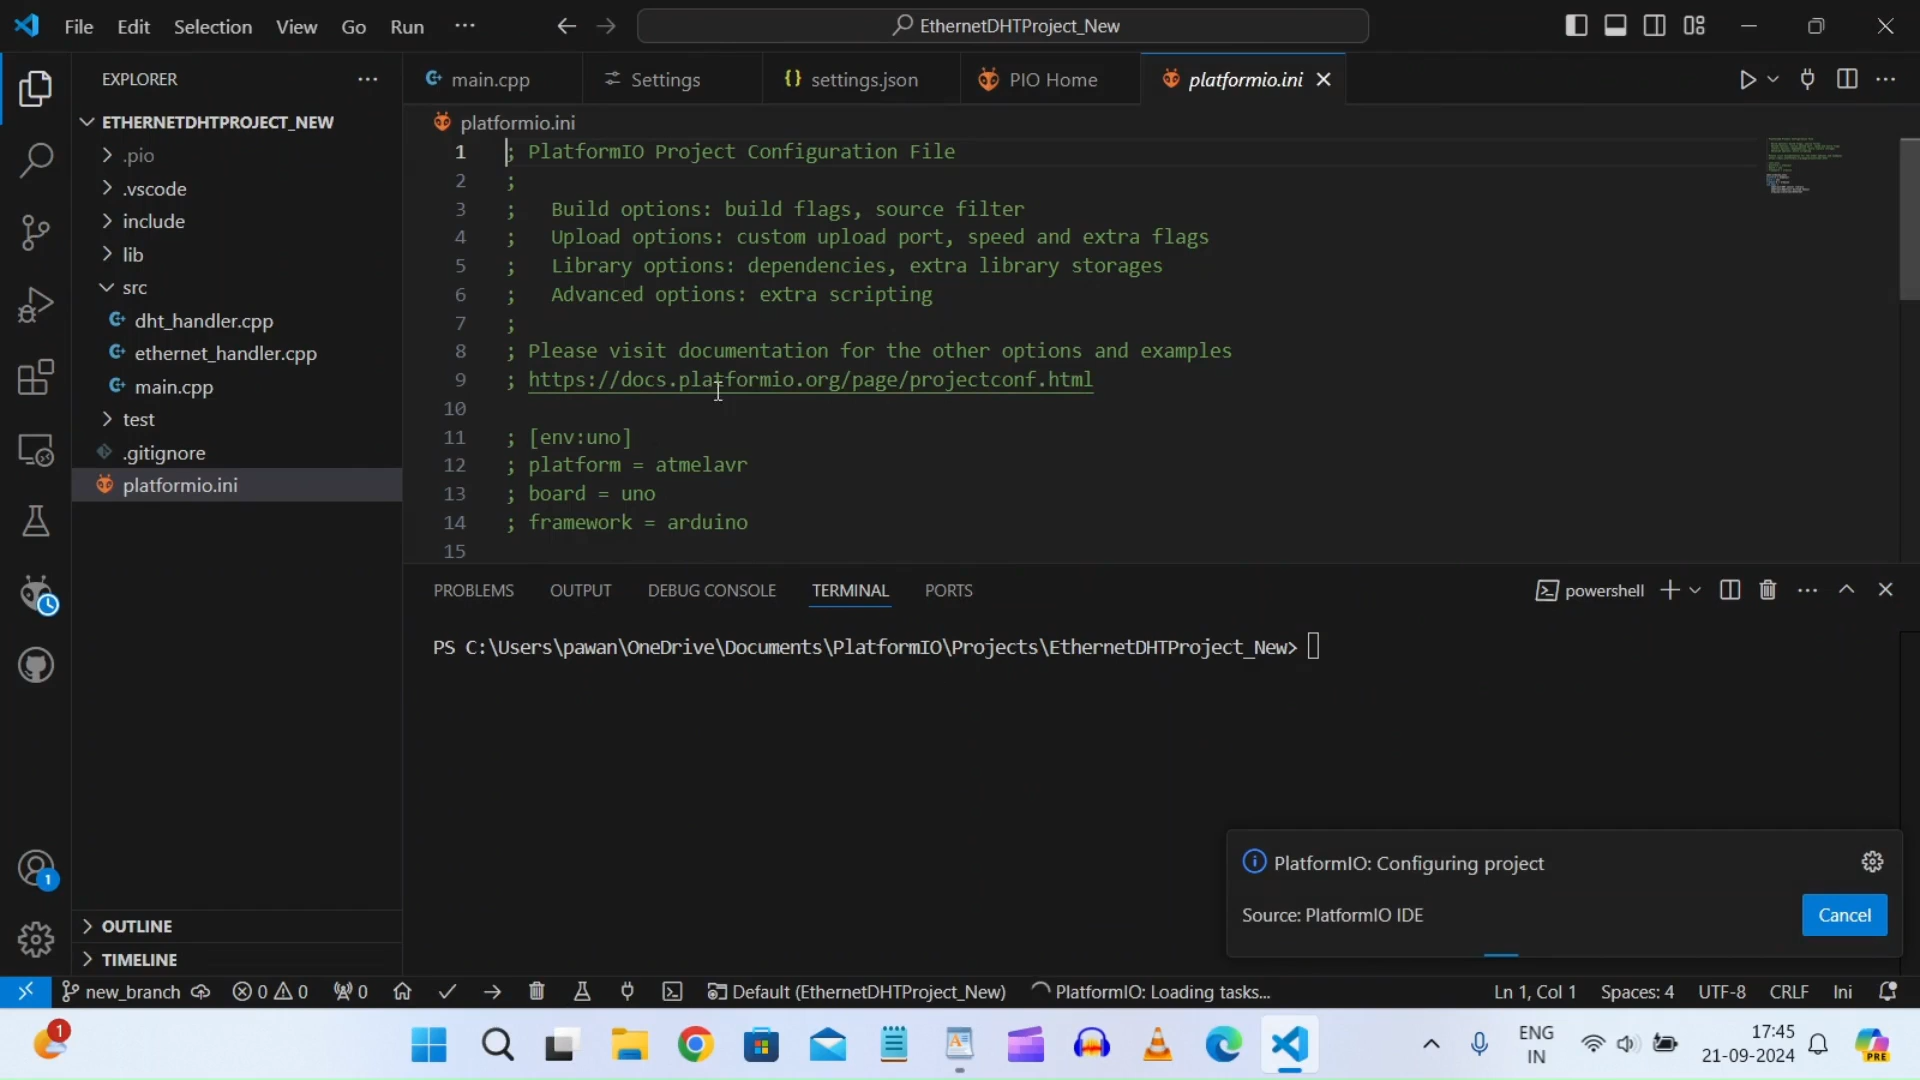 File Edit Selection View Go Run ···
EthernetDHTProject_New
EXPLORER
ETHERNETDHTPROJECT_NEW
.pio
.vscode
include
lib
src
dht_handler.cpp
ethernet_handler.cpp
main.cpp
test
.gitignore
platformio.ini
OUTLINE
TIMELINE
main.cpp Settings {} settings.json PIO Home platformio.ini
platformio.ini
1 ; PlatformIO Project Configuration File
2 ;
3 ;   Build options: build flags, source filter
4 ;   Upload options: custom upload port, speed and extra flags
5 ;   Library options: dependencies, extra library storages
6 ;   Advanced options: extra scripting
7 ;
8 ; Please visit documentation for the other options and examples
9 ; https://docs.platformio.org/page/projectconf.html
10
11 ; [env:uno]
12 ; platform = atmelavr
13 ; board = uno
14 ; framework = arduino
15
PROBLEMS OUTPUT DEBUG CONSOLE TERMINAL PORTS
powershell
PS C:\Users\pawan\OneDrive\Documents\PlatformIO\Projects\EthernetDHTProject_New>
PlatformIO: Configuring project
Source: PlatformIO IDE
Cancel
1
new_branch 0 0 0 Default (EthernetDHTProject_New) PlatformIO: Loading tasks... Ln 1, Col 1 Spaces: 4 UTF-8 CRLF Ini
1
ENG
IN
17:45
21-09-2024
PRE